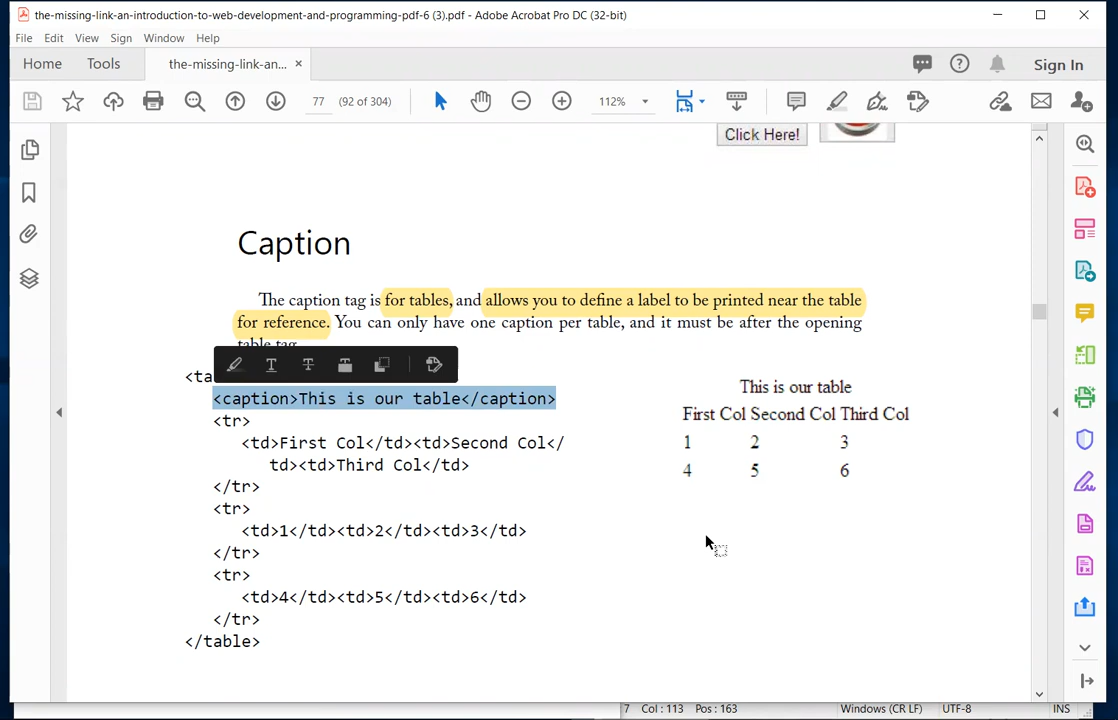 the-missing-link-an-introduction-to-web-development-and-programming-pdf-6 (3).pdf - Adobe Acrobat Pro DC (32-bit)
File Edit View Sign Window Help
Home Tools the-missing-link-an... × Sign In
77 (92 of 304) 112%
Click Here!
Caption
The caption tag is for tables, and allows you to define a label to be printed near the table
for reference. You can only have one caption per table, and it must be after the opening
table tag.
<ta
<caption>This is our table</caption>
<tr>
<td>First Col</td><td>Second Col</
td><td>Third Col</td>
</tr>
<tr>
<td>1</td><td>2</td><td>3</td>
</tr>
<tr>
<td>4</td><td>5</td><td>6</td>
</tr>
</table>
This is our table
First Col Second Col Third Col
1 2 3
4 5 6
7 Col : 113 Pos : 163 Windows (CR LF) UTF-8 INS